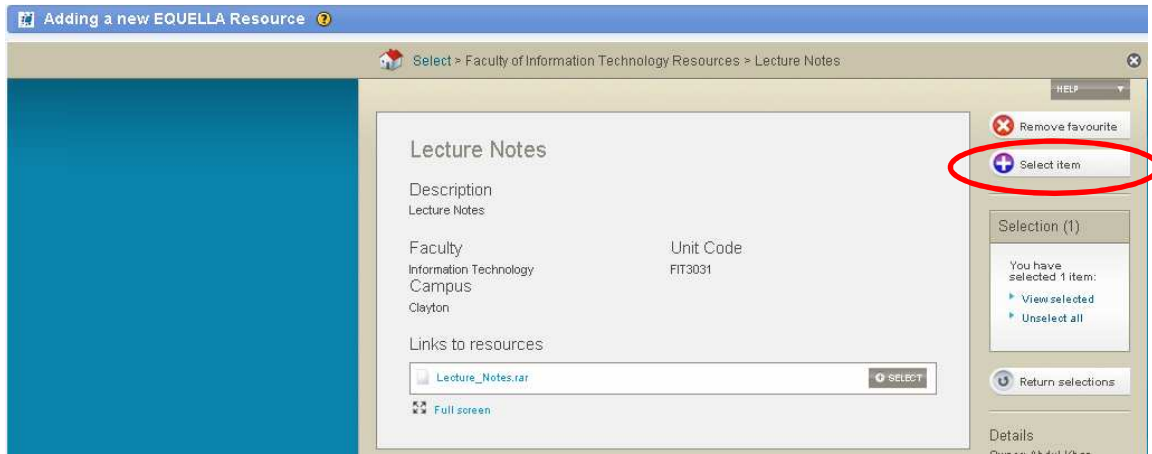 Adding a new EQUELLA Resource
Select > Faculty of Information Technology Resources > Lecture Notes
HELP
Remove favourite
Select item
Lecture Notes
Description
Lecture Notes
Faculty
Unit Code
Information Technology
FIT3031
Campus
Clayton
Links to resources
Lecture_Notes.rar
SELECT
Full screen
Selection (1)
You have
selected 1 item:
View selected
Unselect all
Return selections
Details